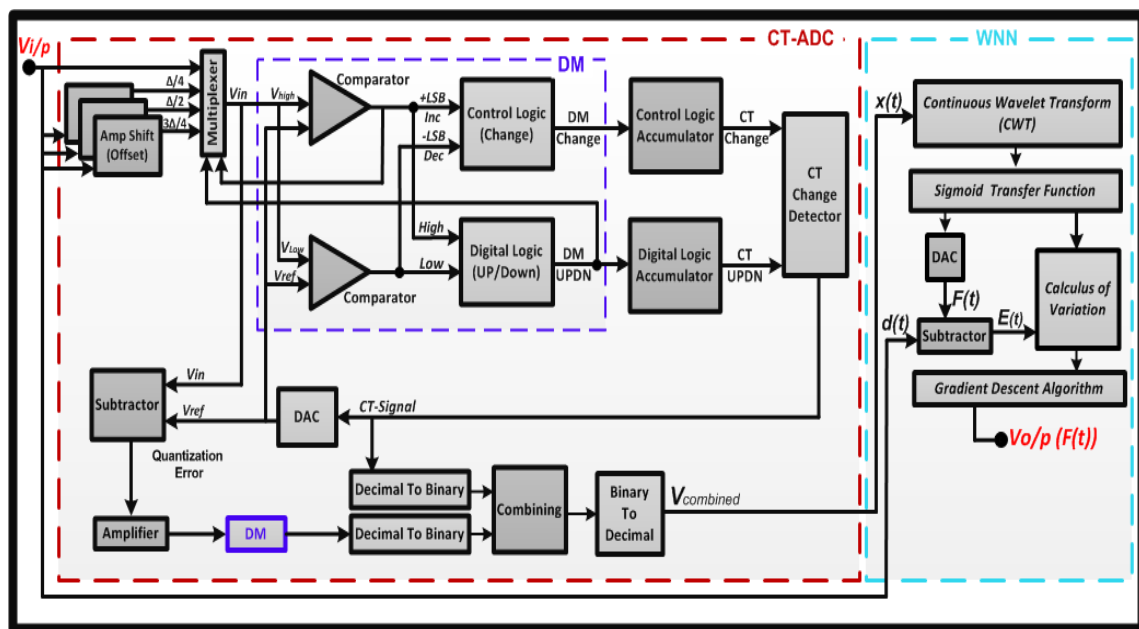 Vi/p
CT-ADC
WNN
DM
Δ/4
Δ/2
3Δ/4
Amp Shift
(Offset)
Multiplexer
Vin
Vhigh
Comparator
+LSB
Inc
-LSB
Dec
Control Logic
(Change)
DM
Change
Control Logic
Accumulator
CT
Change
CT
Change
Detector
VLow
Vref
Comparator
High
Low
Digital Logic
(UP/Down)
DM
UPDN
Digital Logic
Accumulator
CT
UPDN
Subtractor
Vin
Vref
DAC
CT-Signal
Quantization
Error
Amplifier
DM
Decimal To Binary
Decimal To Binary
Combining
Binary
To
Decimal
Vcombined
x(t)
Continuous Wavelet Transform
(CWT)
Sigmoid Transfer Function
DAC
F(t)
Calculus of
Variation
d(t)
Subtractor
E(t)
Gradient Descent Algorithm
Vo/p (F(t))